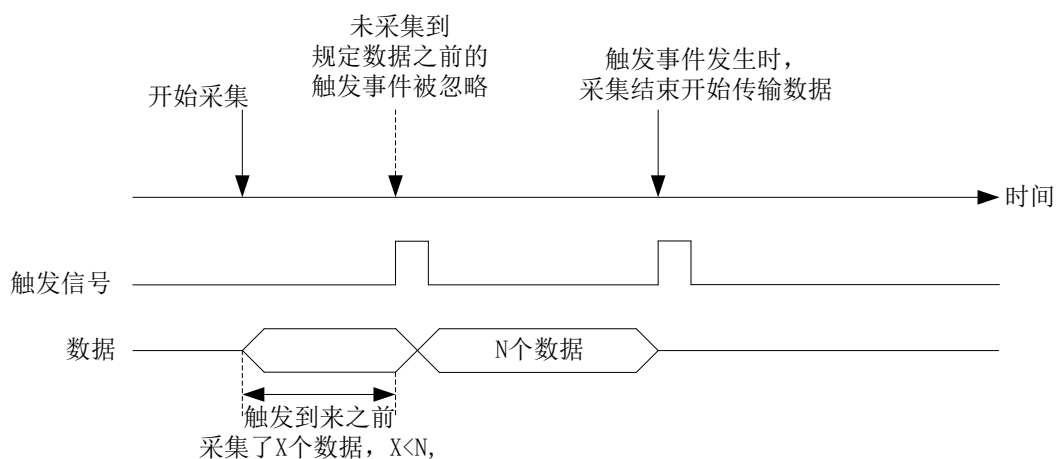 未采集到
规定数据之前的
触发事件被忽略
触发事件发生时，
采集结束开始传输数据
开始采集
时间
触发信号
数据
N个数据
触发到来之前
采集了X个数据，X<N,